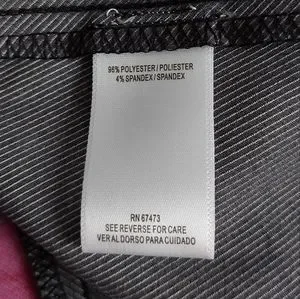 96% POLYESTER / POLIESTER
4% SPANDEX / SPANDEX
RN 67473
SEE REVERSE FOR CARE
VER AL DORSO PARA CUIDADO